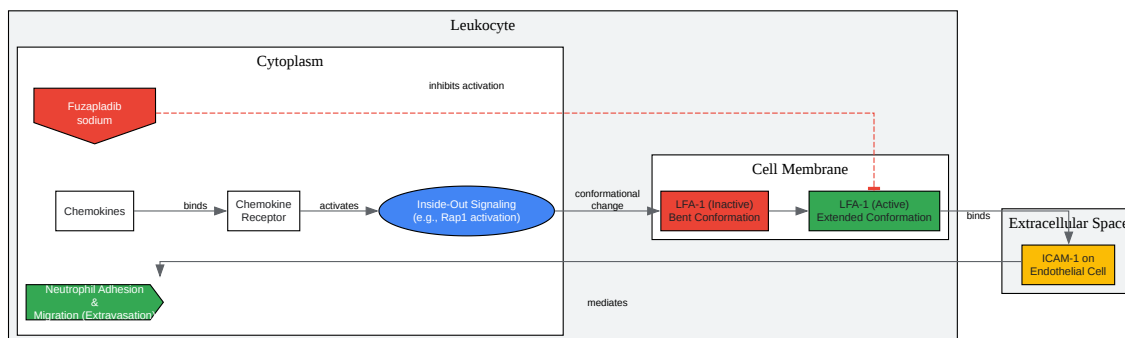 Leukocyte
Cytoplasm
Fuzapladib
sodium
inhibits activation
Cell Membrane
Chemokines
binds
Chemokine
Receptor
activates
Inside-Out Signaling
(e.g., Rap1 activation)
conformational
change
LFA-1 (Inactive)
Bent Conformation
LFA-1 (Active)
Extended Conformation
binds
Extracellular Space
ICAM-1 on
Endothelial Cell
Neutrophil Adhesion
&
Migration (Extravasation)
mediates